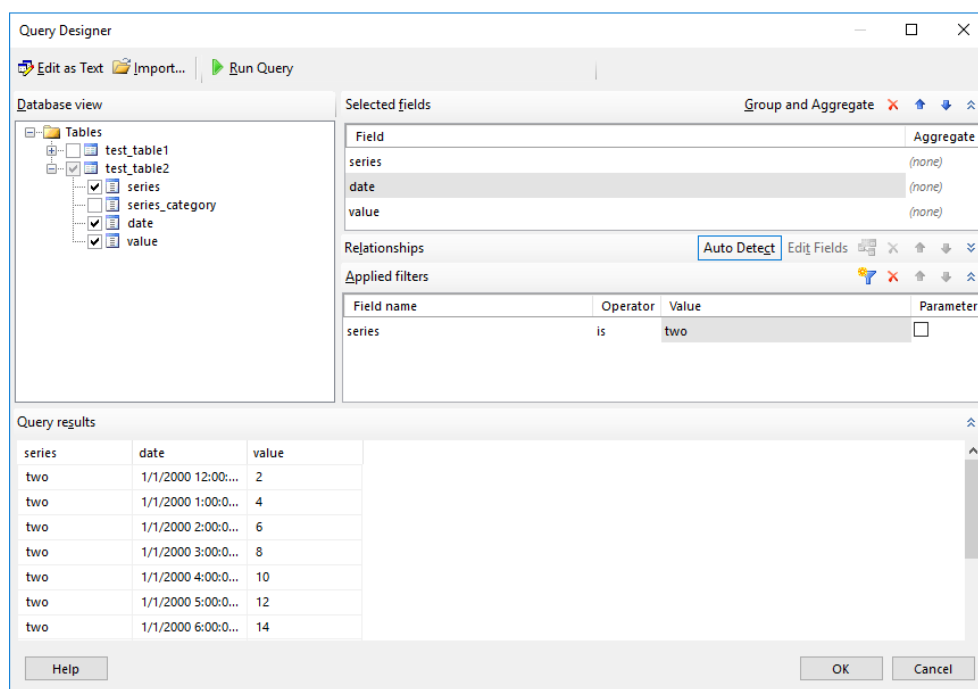 Query Designer
Edit as Text Import... Run Query
Database view
Tables
test_table1
test_table2
series
series_category
date
value
Selected fields Group and Aggregate
Field Aggregate
series (none)
date (none)
value (none)
Relationships Auto Detect Edit Fields
Applied filters
Field name Operator Value Parameter
series is two
Query results
series date value
two 1/1/2000 12:00:... 2
two 1/1/2000 1:00:0... 4
two 1/1/2000 2:00:0... 6
two 1/1/2000 3:00:0... 8
two 1/1/2000 4:00:0... 10
two 1/1/2000 5:00:0... 12
two 1/1/2000 6:00:0... 14
Help OK Cancel